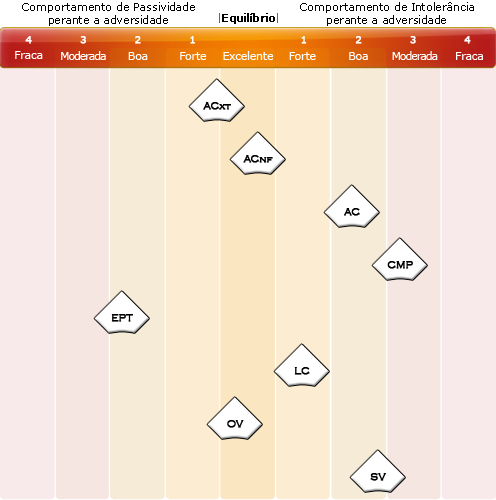 Comportamento de Passividade
perante a adversidade
|Equilíbrio|
Comportamento de Intolerância
perante a adversidade
4 3 2 1 1 2 3 4
Fraca Moderada Boa Forte Excelente Forte Boa Moderada Fraca
ACXT
ACNF
AC
CMP
EPT
LC
OV
SV